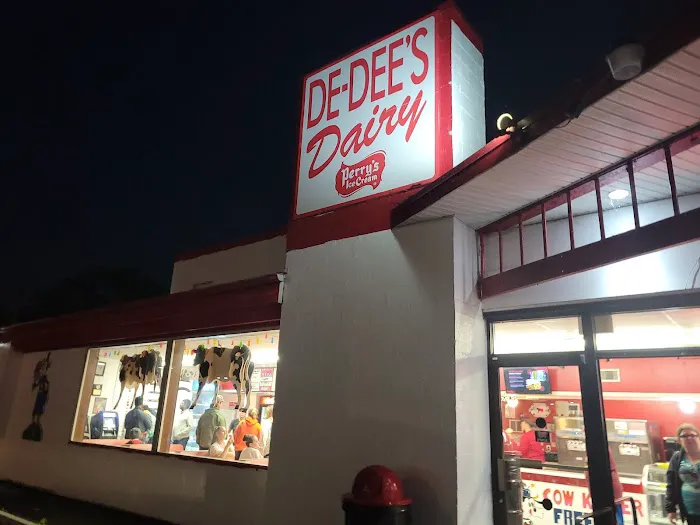 DE-DEE'S
Dairy
Perry's
Ice Cream
COW
FREE